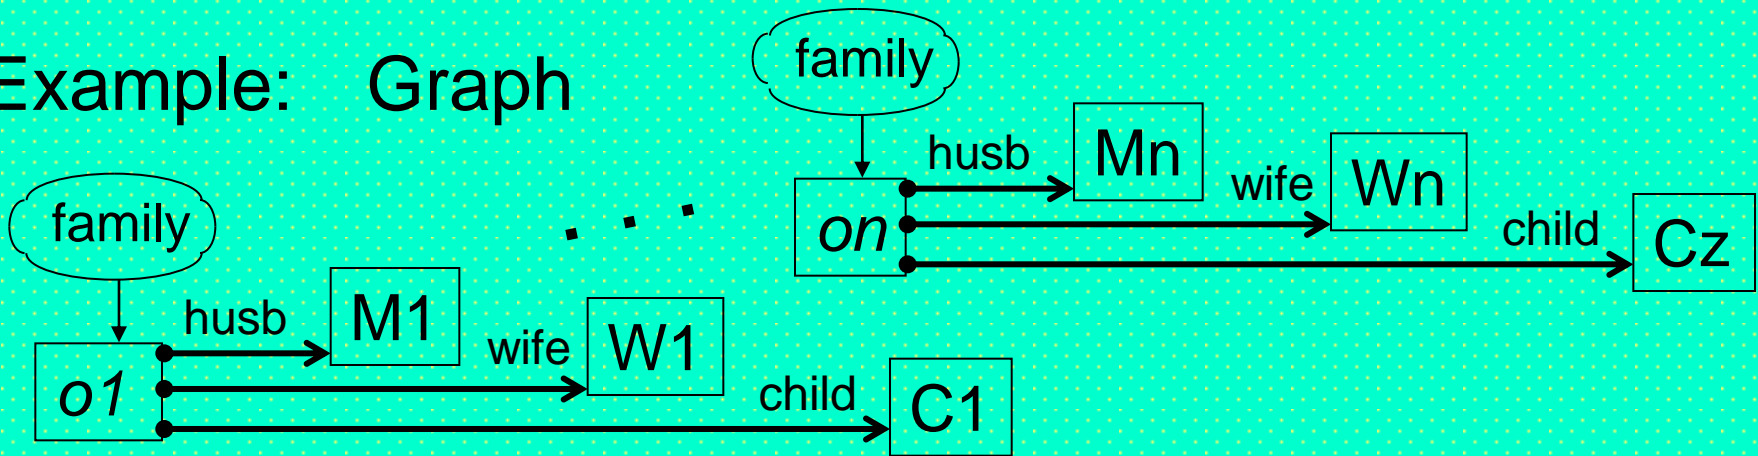 Example: Graph
family
husb Mn
wife Wn
on
child Cz
. . .
family
husb M1
wife W1
o1
child C1